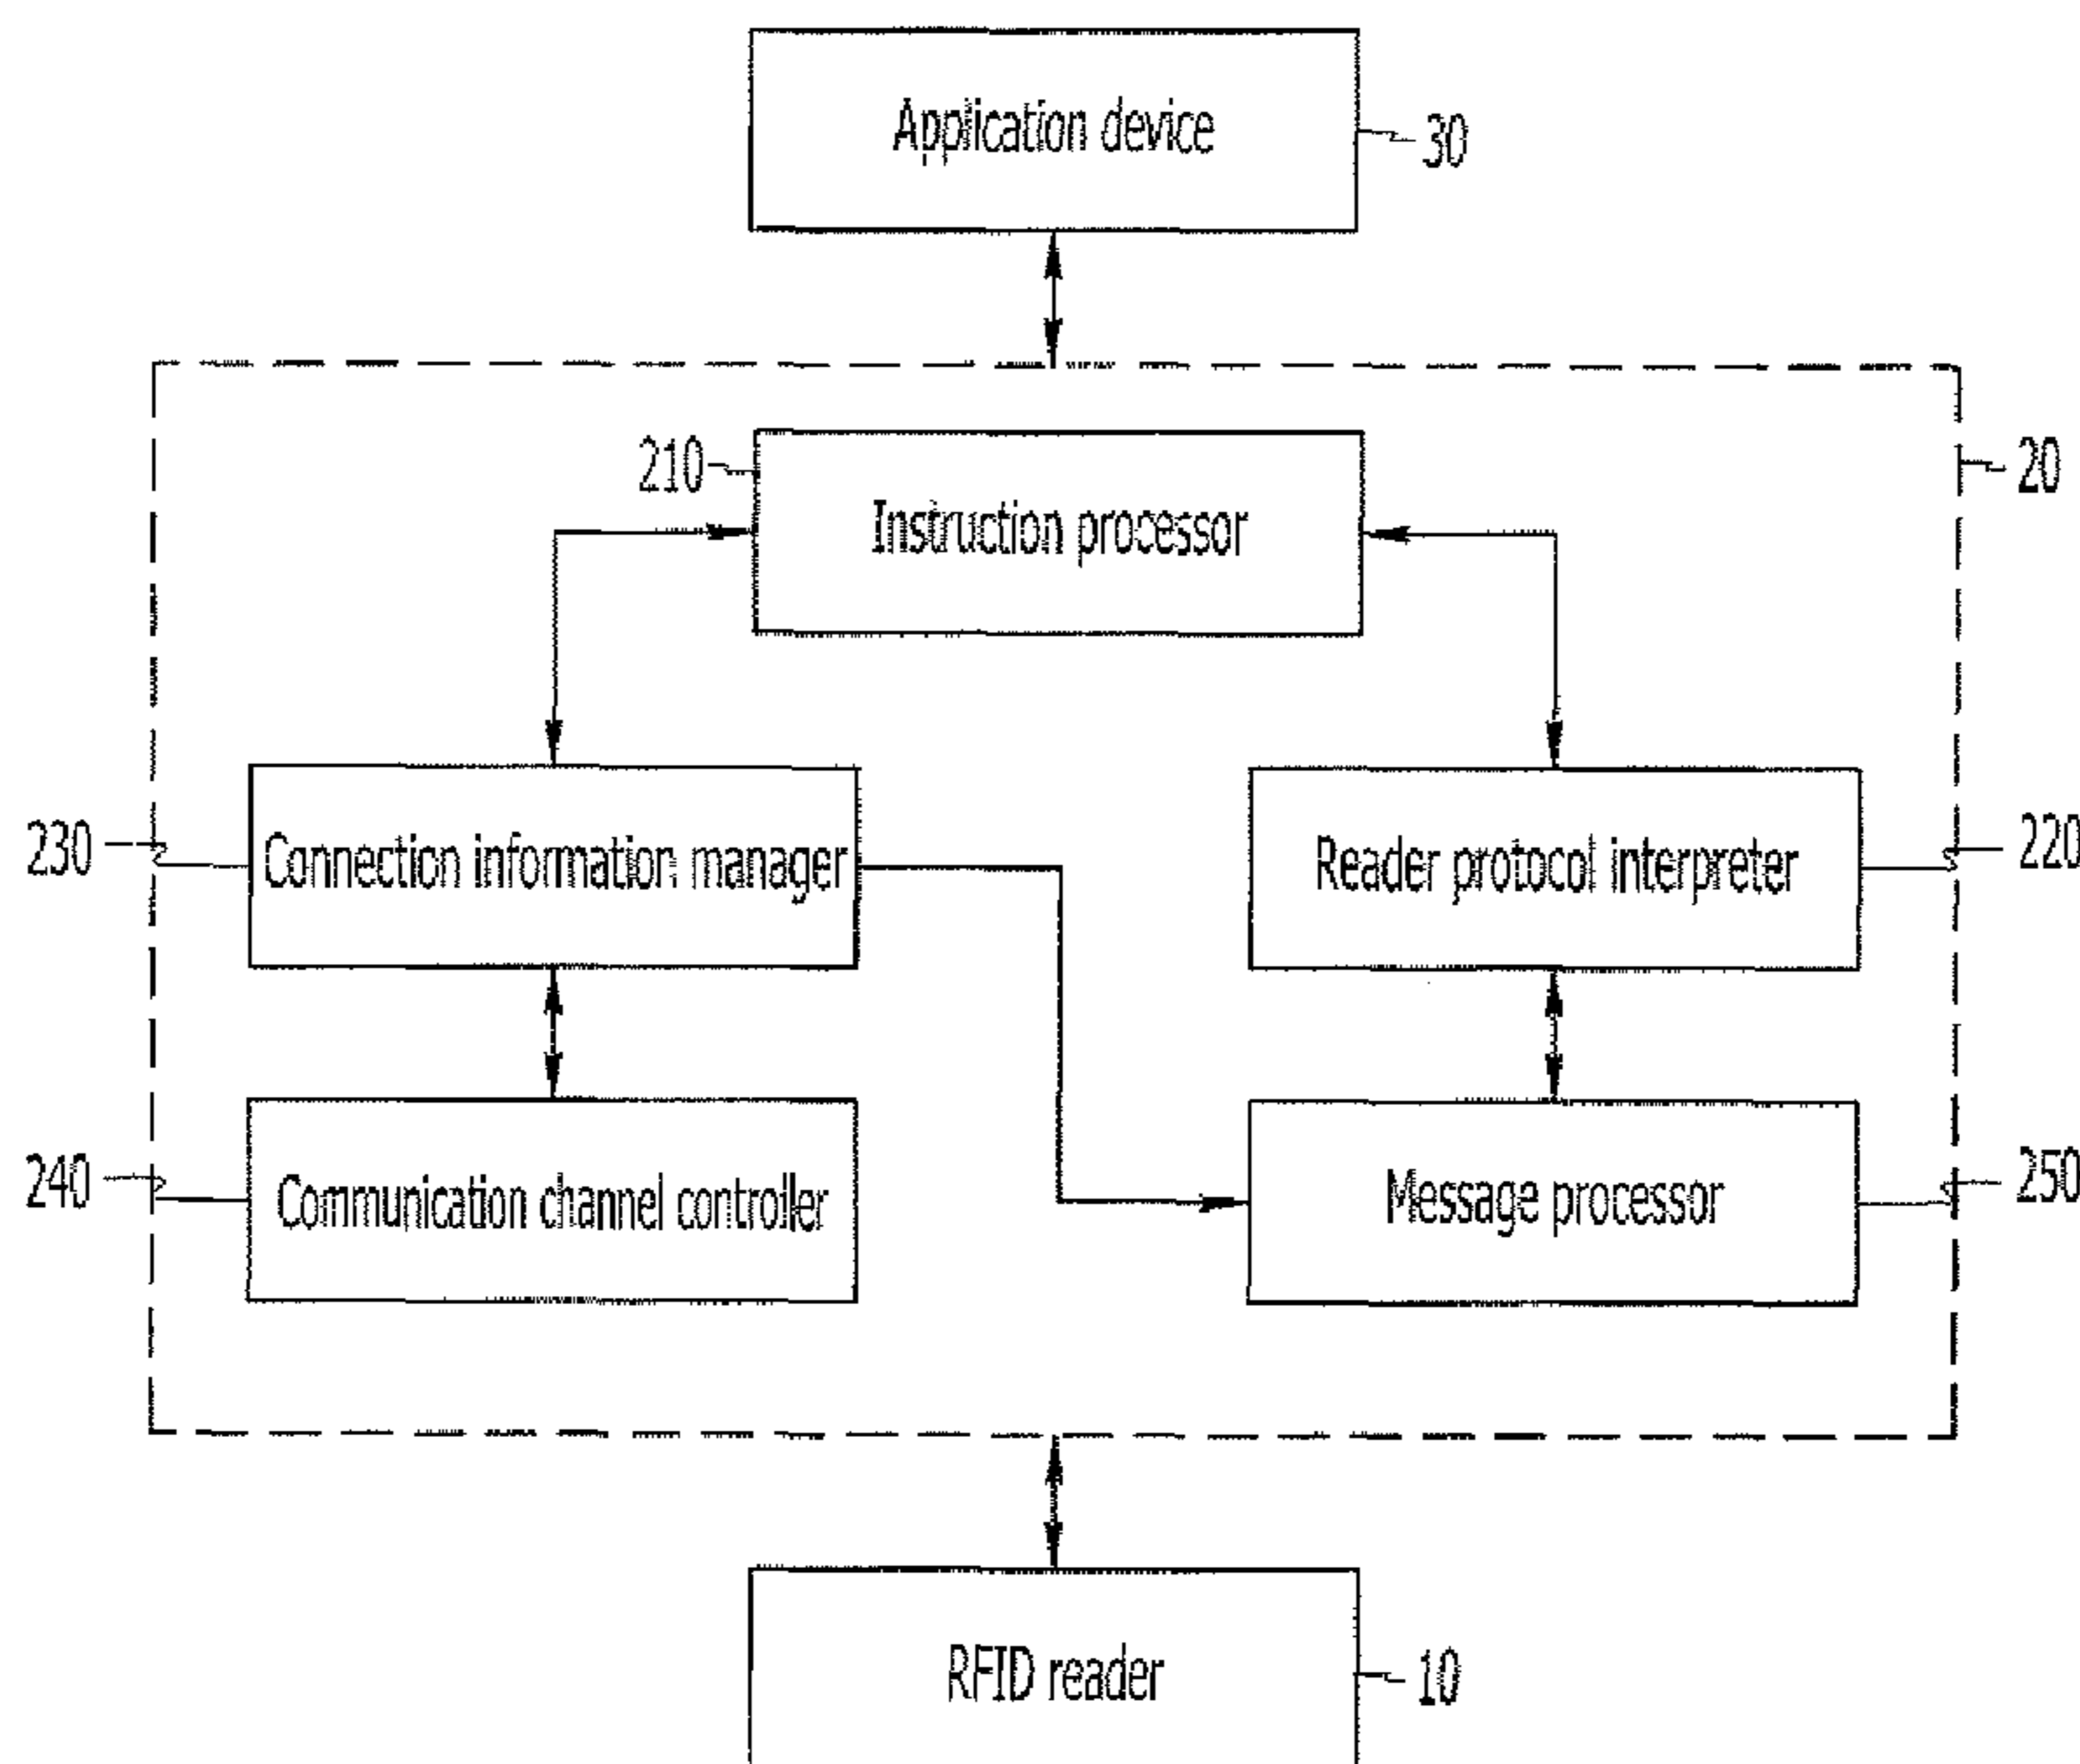 Application device
30
210
Instruction processor
20
230
Connection information manager
Reader protocol interpreter
220
240
Communication channel controller
Message processor
250
RFID reader
10